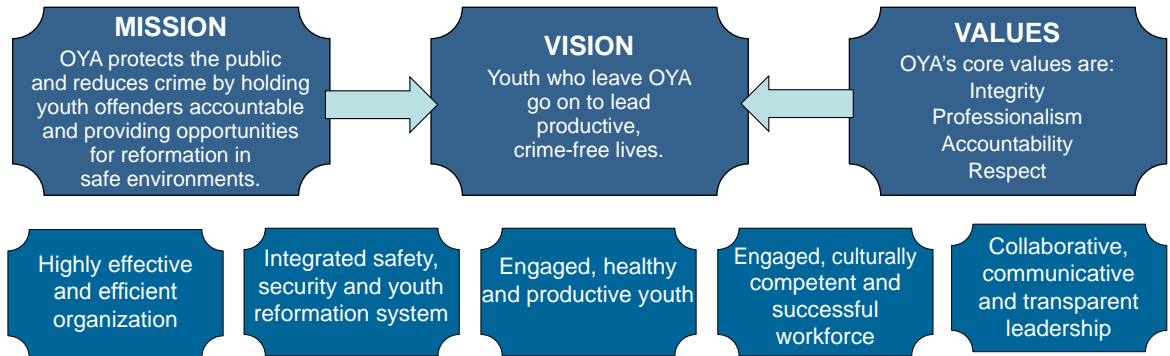 MISSION
OYA protects the public
and reduces crime by holding
youth offenders accountable
and providing opportunities
for reformation in
safe environments.
VISION
Youth who leave OYA
go on to lead
productive,
crime-free lives.
VALUES
OYA’s core values are:
Integrity
Professionalism
Accountability
Respect
Highly effective
and efficient
organization
Integrated safety,
security and youth
reformation system
Engaged, healthy
and productive youth
Engaged, culturally
competent and
successful
workforce
Collaborative,
communicative
and transparent
leadership